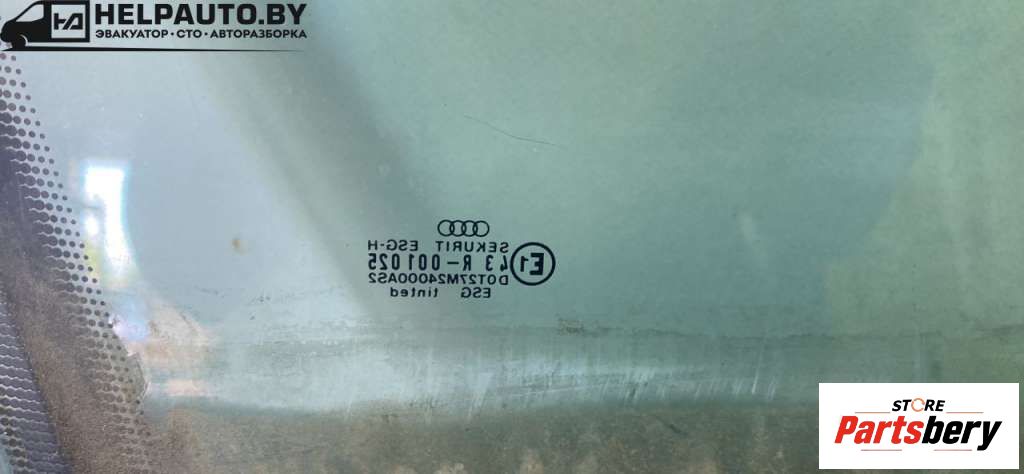 HELPAUTO.BY
ЭВАКУАТОР • СТО • АВТОРАЗБОРКА
SEKURIT ESG-H
E1 43 R-001025
DOT27M24000AS2
ESG tinted
STORE
Partsbery